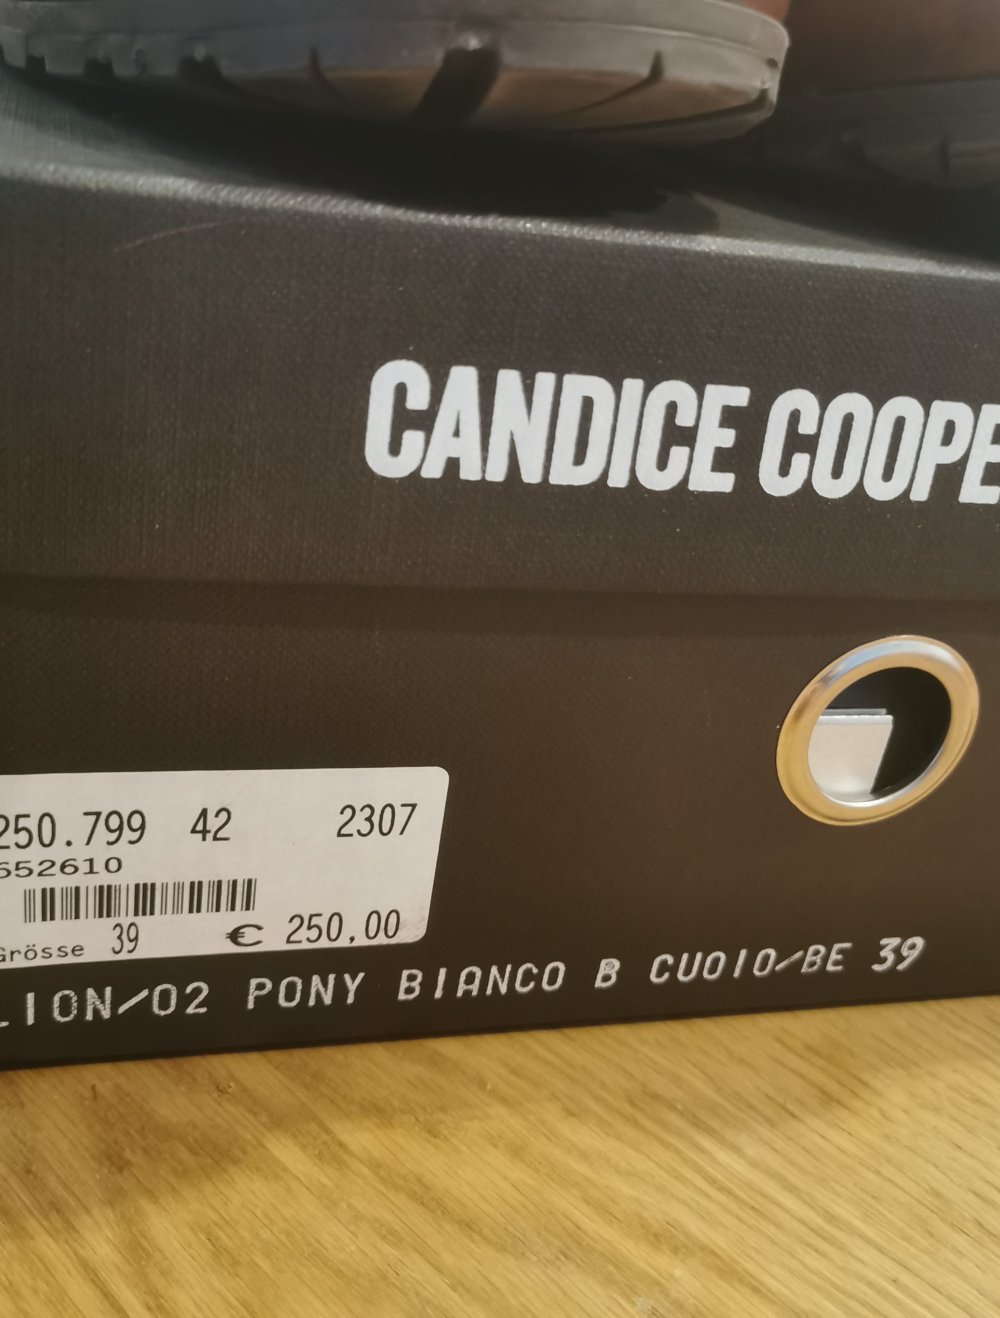 CANDICE COOPE
250.799 42 2307
552610
Grösse 39 € 250,00
LION/02 PONY BIANCO B CUOIO/BE 39